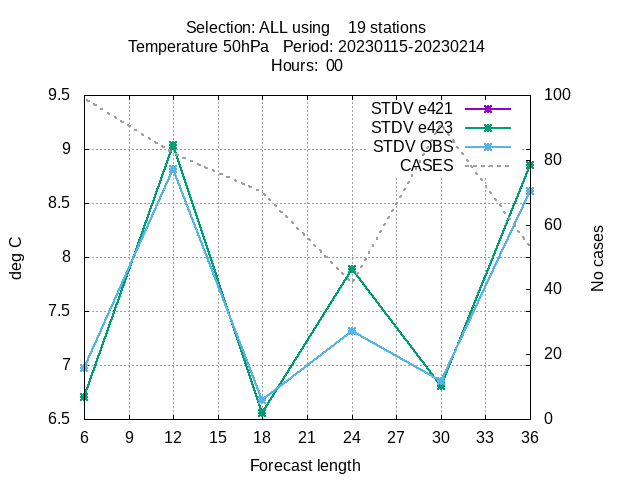 Selection: ALL using    19 stations
Temperature 50hPa   Period: 20230115-20230214
Hours:  00
9.5
9
8.5
8
7.5
7
6.5
deg C
STDV e421
STDV e423
STDV OBS
CASES
100
80
60
40
20
0
No cases
6 9 12 15 18 21 24 27 30 33 36
Forecast length